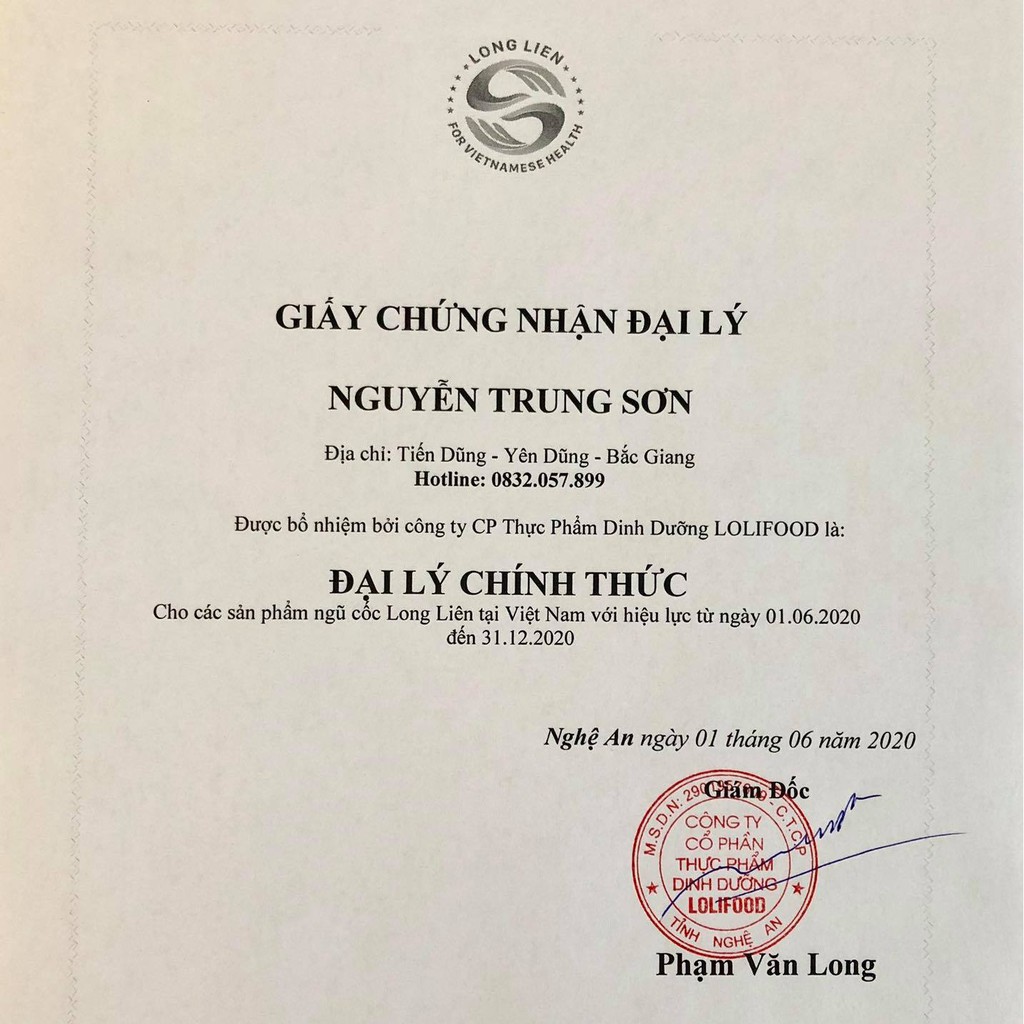 LONG LIEN
FOR VIETNAMESE HEALTH
GIẤY CHỨNG NHẬN ĐẠI LÝ
NGUYỄN TRUNG SƠN
Địa chỉ: Tiến Dũng - Yên Dũng - Bắc Giang
Hotline: 0832.057.899
Được bổ nhiệm bởi công ty CP Thực Phẩm Dinh Dưỡng LOLIFOOD là:
ĐẠI LÝ CHÍNH THỨC
Cho các sản phẩm ngũ cốc Long Liên tại Việt Nam với hiệu lực từ ngày 01.06.2020
đến 31.12.2020
Nghệ An ngày 01 tháng 06 năm 2020
Giám Đốc
M.S.D.N: - C.T.C.P
CÔNG TY
CỔ PHẦN
THỰC PHẨM
DINH DƯỠNG
LOLIFOOD
TỈNH NGHỆ AN
Phạm Văn Long